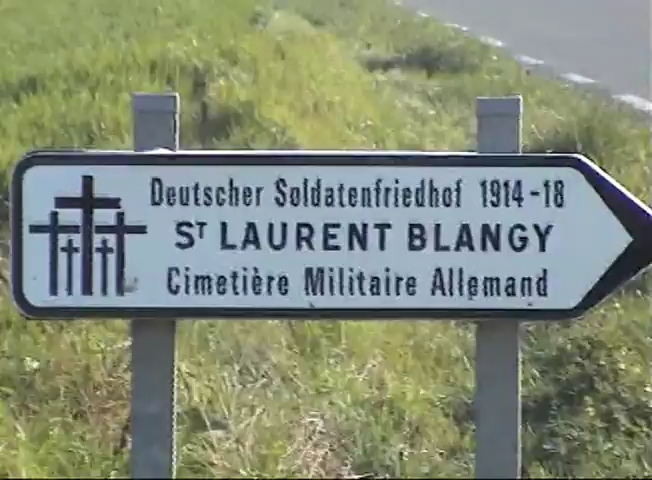 Deutscher Soldatenfriedhof 1914-18
ST LAURENT BLANGY
Cimetière Militaire Allemand